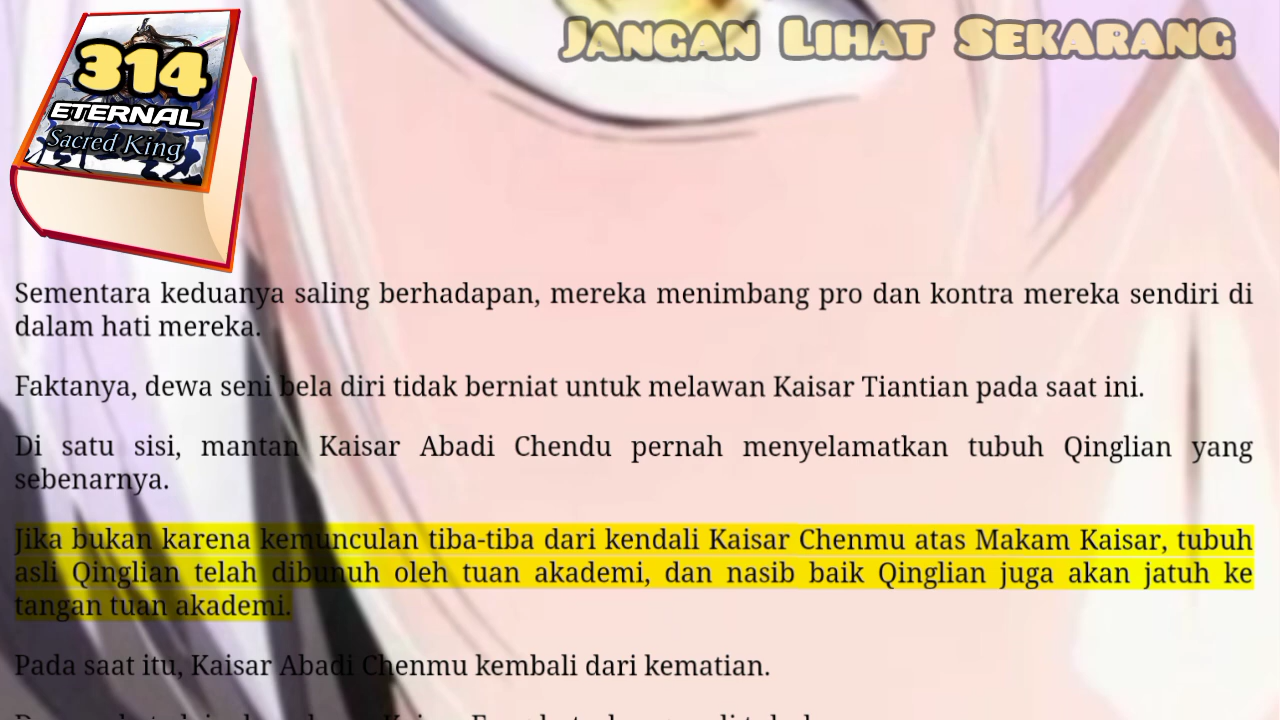 314
ETERNAL
Sacred King
Jangan Lihat Sekarang
Sementara keduanya saling berhadapan, mereka menimbang pro dan kontra mereka sendiri di
dalam hati mereka.
Faktanya, dewa seni bela diri tidak berniat untuk melawan Kaisar Tiantian pada saat ini.
Di satu sisi, mantan Kaisar Abadi Chendu pernah menyelamatkan tubuh Qinglian yang
sebenarnya.
Jika bukan karena kemunculan tiba-tiba dari kendali Kaisar Chenmu atas Makam Kaisar, tubuh
asli Qinglian telah dibunuh oleh tuan akademi, dan nasib baik Qinglian juga akan jatuh ke
tangan tuan akademi.
Pada saat itu, Kaisar Abadi Chenmu kembali dari kematian.